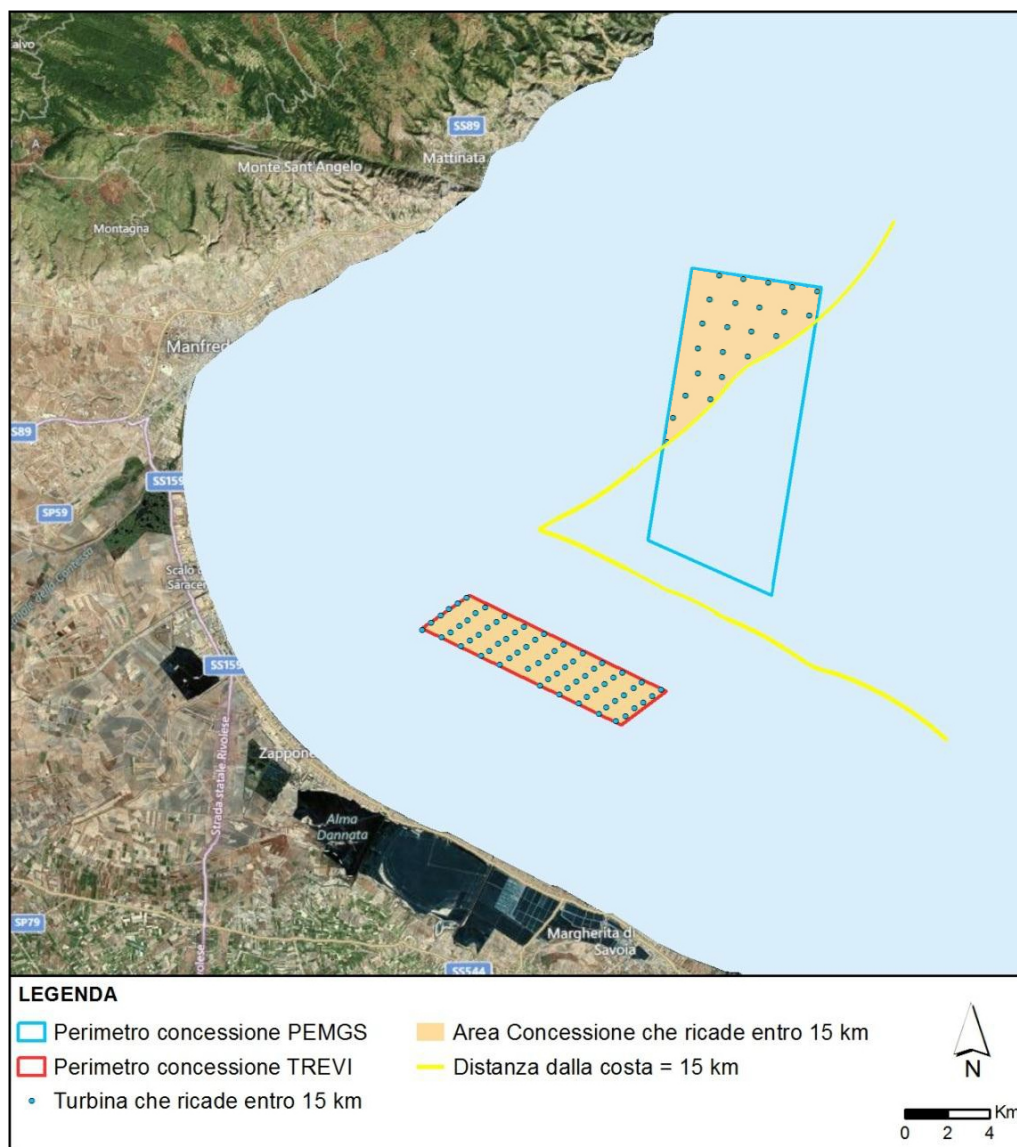 alvo
SS89
A
Mattinata
Monte Sant'Angelo
Montagna
Manfred
SS89
SS159
SP59
Scalo
Saracen
SS159
Strada statale Rivolese
Zappone
Alma
Dannata
SP79
Margherita di
Savoia
SS544
volese
LEGENDA
Perimetro concessione PEMGS
Perimetro concessione TREVI
Turbina che ricade entro 15 km
Area Concessione che ricade entro 15 km
Distanza dalla costa = 15 km
N
Km
0 2 4